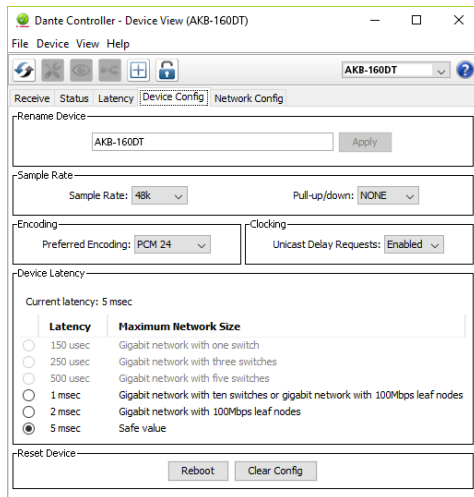 Dante Controller - Device View (AKB-160DT)
File Device View Help
AKB-160DT
Receive Status Latency Device Config Network Config
Rename Device
AKB-160DT Apply
Sample Rate
Sample Rate: 48k Pull-up/down: NONE
Encoding Clocking
Preferred Encoding: PCM 24 Unicast Delay Requests: Enabled
Device Latency
Current latency: 5 msec
Latency Maximum Network Size
150 usec Gigabit network with one switch
250 usec Gigabit network with three switches
500 usec Gigabit network with five switches
1 msec Gigabit network with ten switches or gigabit network with 100Mbps leaf nodes
2 msec Gigabit network with 100Mbps leaf nodes
5 msec Safe value
Reset Device
Reboot Clear Config